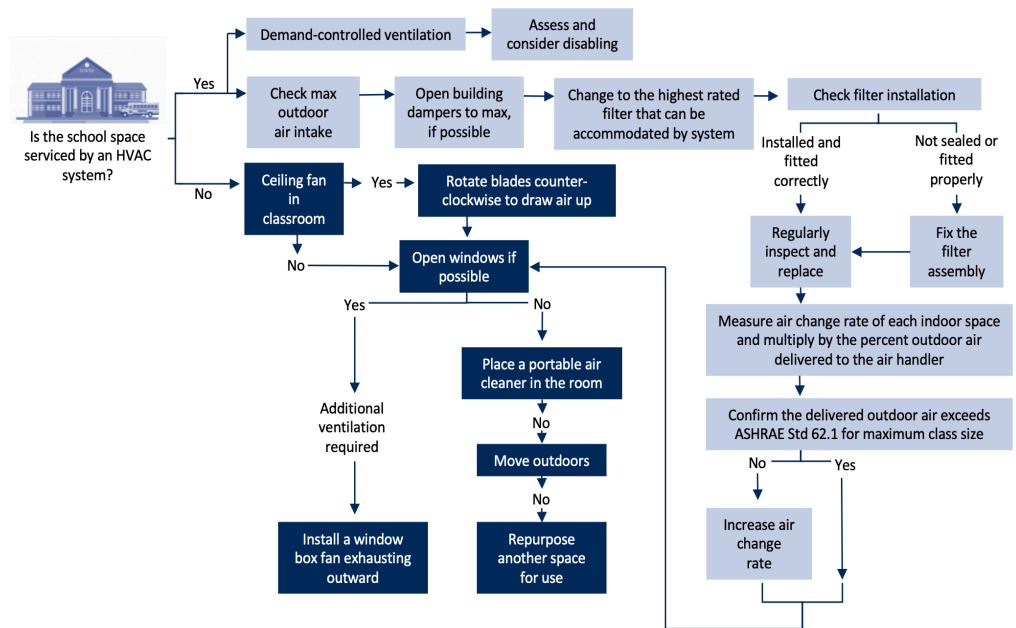 Demand-controlled ventilation
Assess and
consider disabling
Is the school space
serviced by an HVAC
system?
Yes
Check max
outdoor
air intake
Open building
dampers to max,
if possible
Change to the highest rated
filter that can be
accommodated by system
Check filter installation
Installed and
fitted
correctly
Not sealed or
fitted
properly
Regularly
inspect and
replace
Fix the
filter
assembly
Measure air change rate of each indoor space
and multiply by the percent outdoor air
delivered to the air handler
Confirm the delivered outdoor air exceeds
ASHRAE Std 62.1 for maximum class size
No
Yes
Increase air
change
rate
No
Ceiling fan
in
classroom
Yes
Rotate blades counter-
clockwise to draw air up
No
Open windows if
possible
Yes
No
Additional
ventilation
required
Install a window
box fan exhausting
outward
Place a portable air
cleaner in the room
No
Move outdoors
No
Repurpose
another space
for use